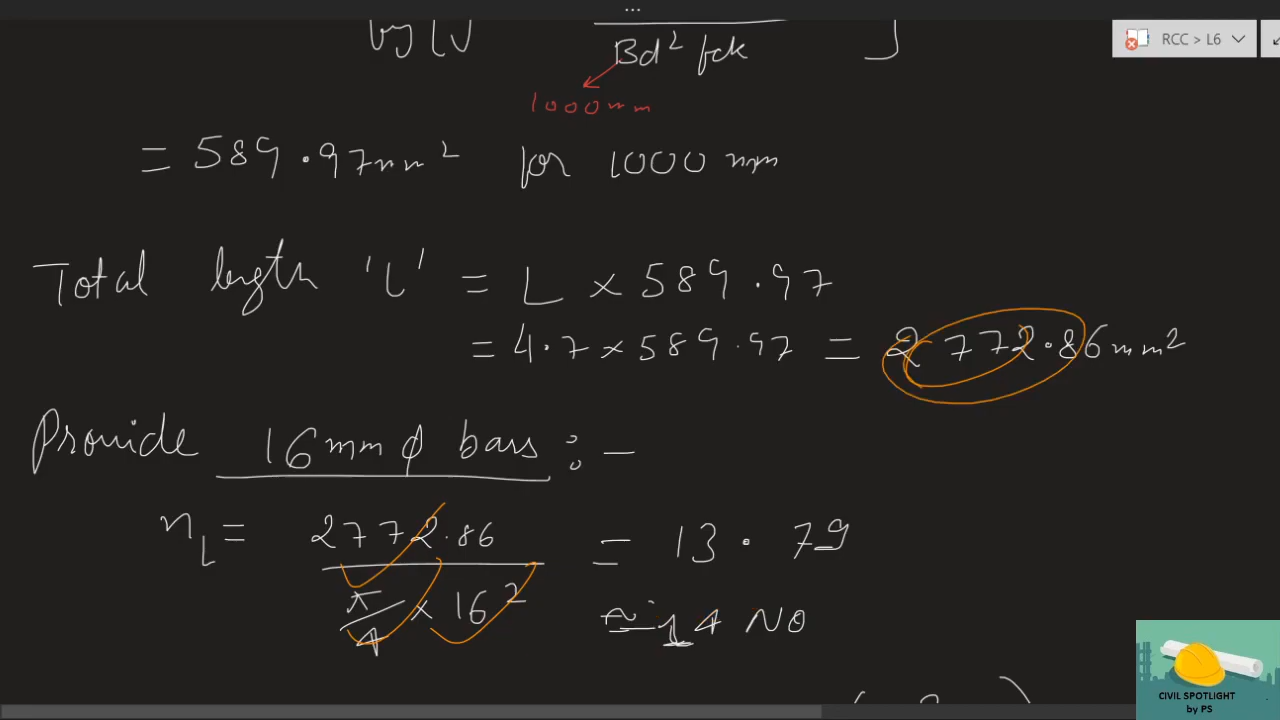 ...
RCC > L6
Bd² fck
1000mm
= 589.97mm² for 1000 mm
Total length 'L' = L × 589.97
= 4.7 × 589.97 = 2772.86mm²
Provide 16mm ϕ bars :-
n_L = 2772.86 / (π/4 × 16²) = 13.79
≈ 14 NO
CIVIL SPOTLIGHT
by PS